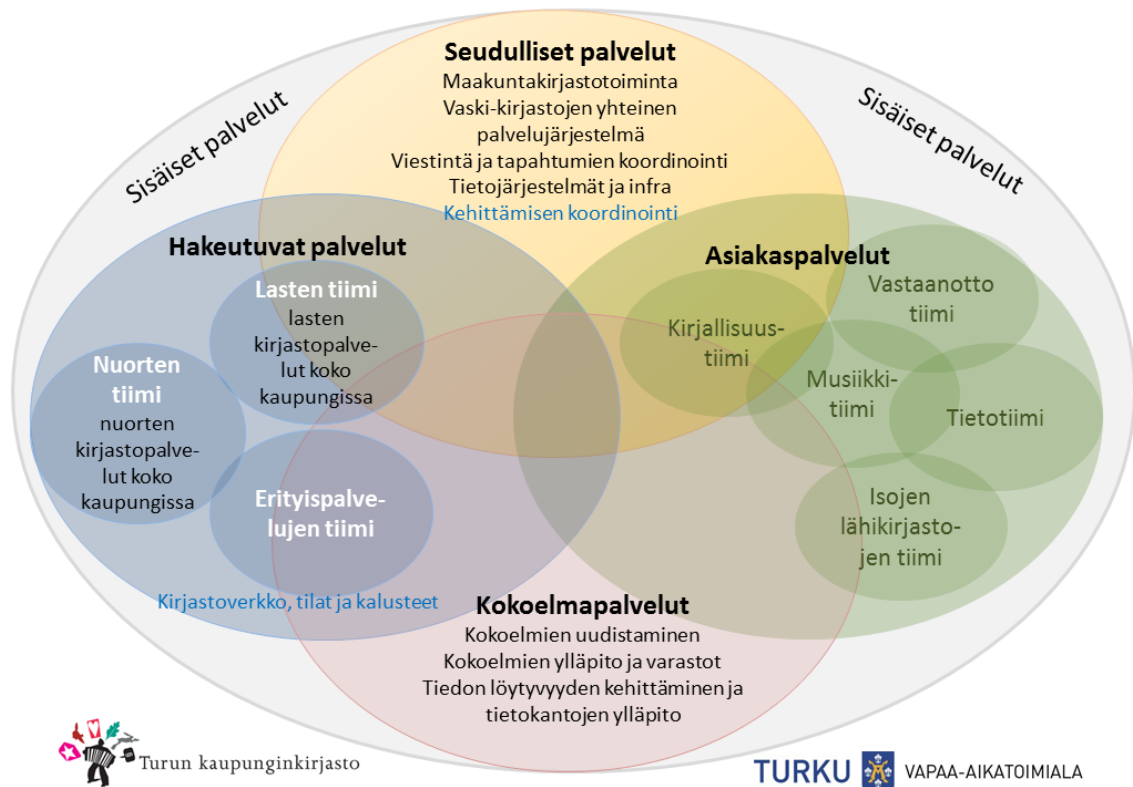 Sisäiset palvelut
Seudulliset palvelut
Maakuntakirjastotoiminta
Vaski-kirjastojen yhteinen
palvelujärjestelmä
Viestintä ja tapahtumien koordinointi
Tietojärjestelmät ja infra
Kehittämisen koordinointi
Sisäiset palvelut
Hakeutuvat palvelut
Lasten tiimi
lasten
kirjastopalve-
lut koko
kaupungissa
Nuorten
tiimi
nuorten
kirjastopalve-
lut koko
kaupungissa
Erityispalve-
lujen tiimi
Kirjastoverkko, tilat ja kalusteet
Asiakaspalvelut
Vastaanotto
tiimi
Kirjallisuus-
tiimi
Musiikki-
tiimi
Tietotiimi
Isojen
lähikirjasto-
jen tiimi
Kokoelmapalvelut
Kokoelmien uudistaminen
Kokoelmien ylläpito ja varastot
Tiedon löytyvyyden kehittäminen ja
tietokantojen ylläpito
Turun kaupunginkirjasto
TURKU VAPAA-AIKATOIMIALA